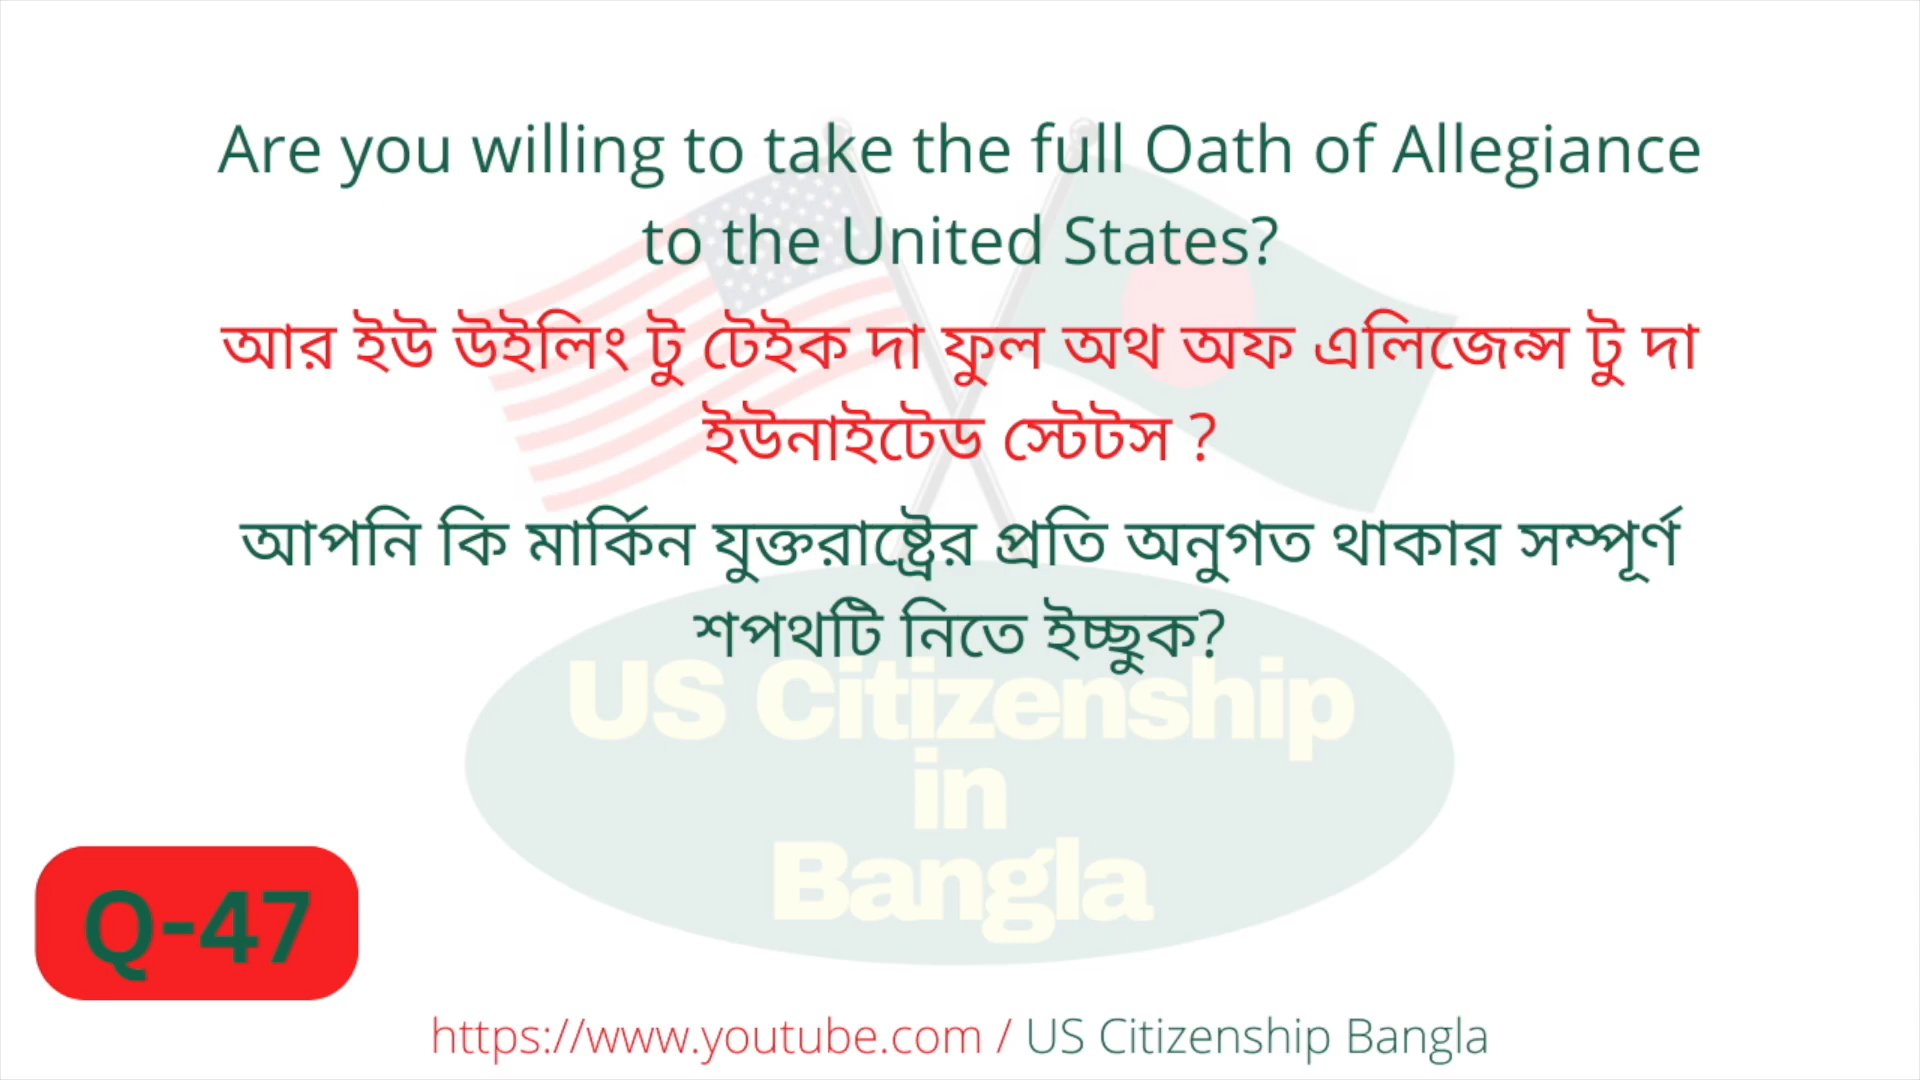 Are you willing to take the full Oath of Allegiance
to the United States?
আর ইউ উইলিং টু টেইক দা ফুল অথ অফ এলিজেন্স টু দা
ইউনাইটেড স্টেটস ?
আপনি কি মার্কিন যুক্তরাষ্ট্রের প্রতি অনুগত থাকার সম্পূর্ণ
শপথটি নিতে ইচ্ছুক?
US Citizenship
in
Bangla
Q-47
https://www.youtube.com / US Citizenship Bangla